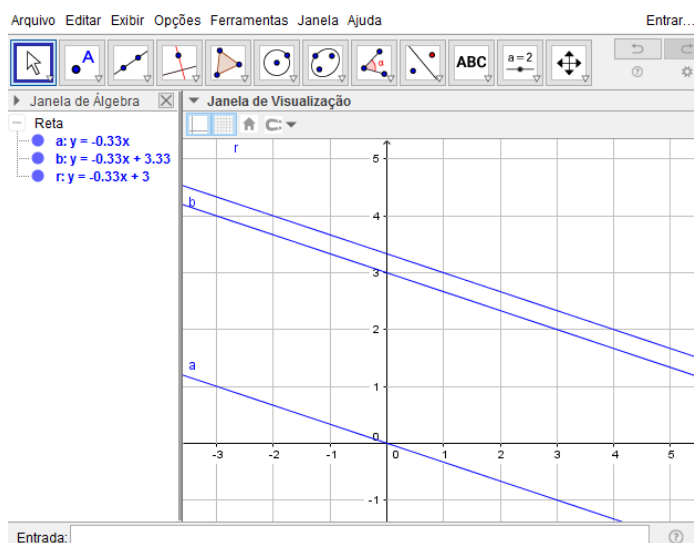 Arquivo Editar Exibir Opções Ferramentas Janela Ajuda Entrar...
A α ABC a = 2
Janela de Álgebra
Janela de Visualização
Reta
a: y = -0.33x
b: y = -0.33x + 3.33
r: y = -0.33x + 3
r
5
b
4
3
2
a
1
0
-3 -2 -1 0 1 2 3 4 5
-1
Entrada: